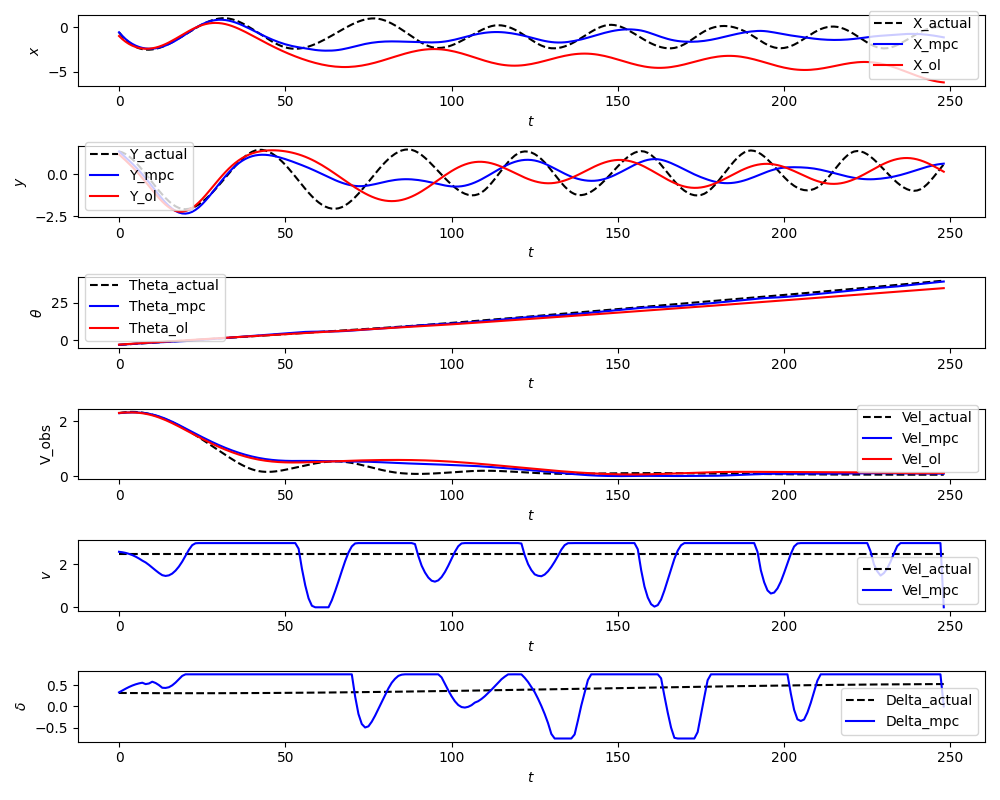 X_actual
X_mpc
X_ol
0
−5
x
0 50 100 150 200 250
t
Y_actual
Y_mpc
Y_ol
0.0
−2.5
y
0 50 100 150 200 250
t
Theta_actual
Theta_mpc
Theta_ol
25
0
θ
0 50 100 150 200 250
t
Vel_actual
Vel_mpc
Vel_ol
2
0
V_obs
0 50 100 150 200 250
t
Vel_actual
Vel_mpc
2
0
v
0 50 100 150 200 250
t
Delta_actual
Delta_mpc
0.5
0.0
−0.5
δ
0 50 100 150 200 250
t